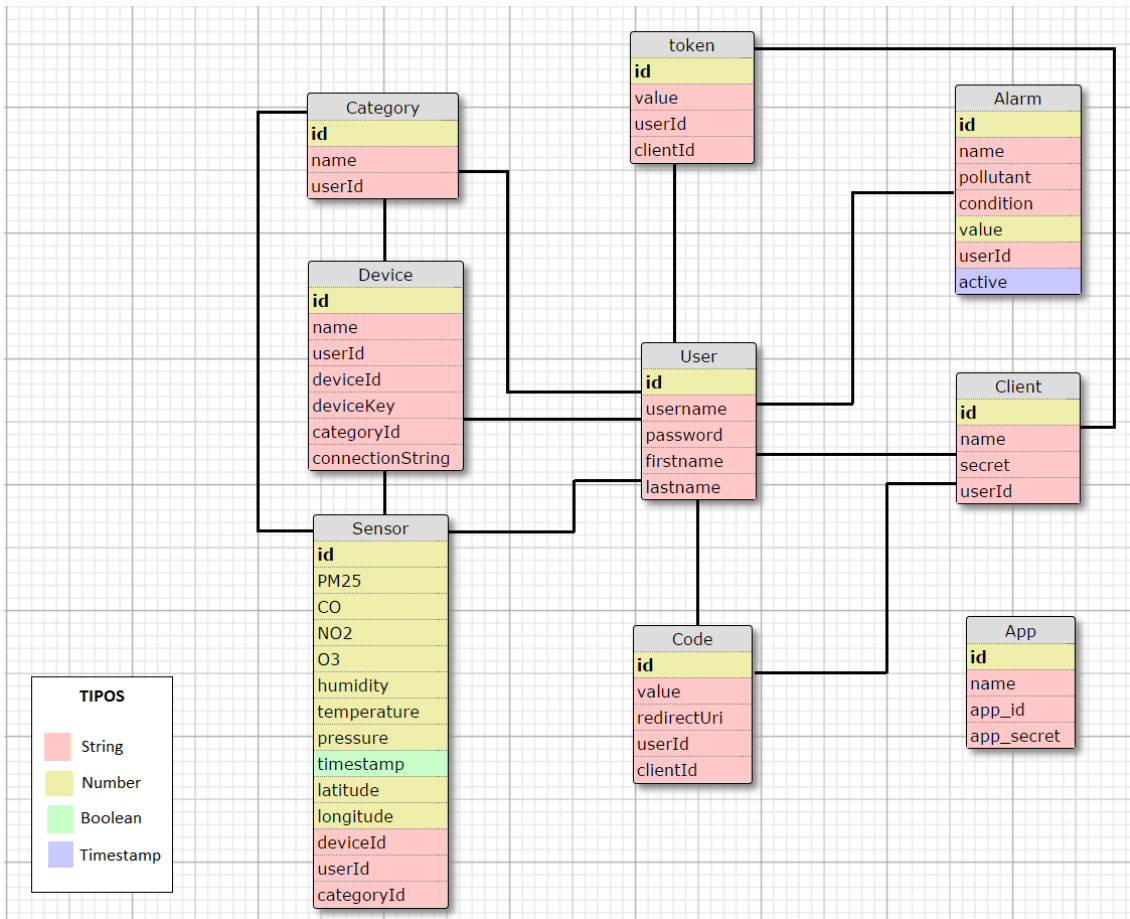 token
id
value
userId
clientId
Category
id
name
userId
Alarm
id
name
pollutant
condition
value
userId
active
Device
id
name
userId
deviceId
deviceKey
categoryId
connectionString
User
id
username
password
firstname
lastname
Client
id
name
secret
userId
Sensor
id
PM25
CO
NO2
O3
humidity
temperature
pressure
timestamp
latitude
longitude
deviceId
userId
categoryId
Code
id
value
redirectUri
userId
clientId
App
id
name
app_id
app_secret
TIPOS
String
Number
Boolean
Timestamp